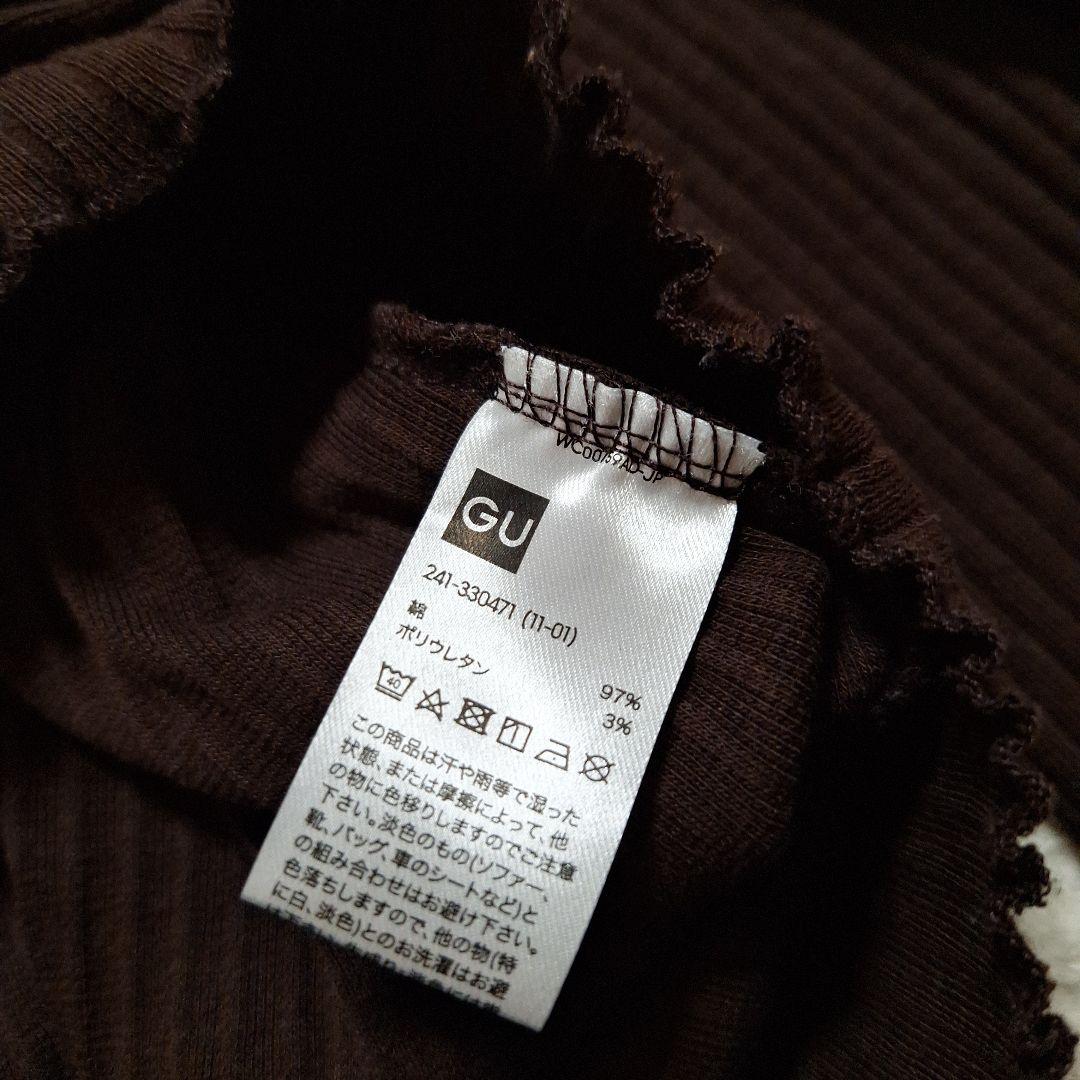 WC00789AD-JP
GU
241-330471 (11-01)
綿 97%
ポリウレタン 3%
40
この商品は汗や雨等で湿った
状態、または摩擦によって、他
の物に色移りしますのでご注意
下さい。淡色のもの(ソファー、
靴、バッグ、車のシートなど)と
の組み合わせはお避け下さい。
色落ちしますので、他の物(特
に白、淡色)とのお洗濯はお避